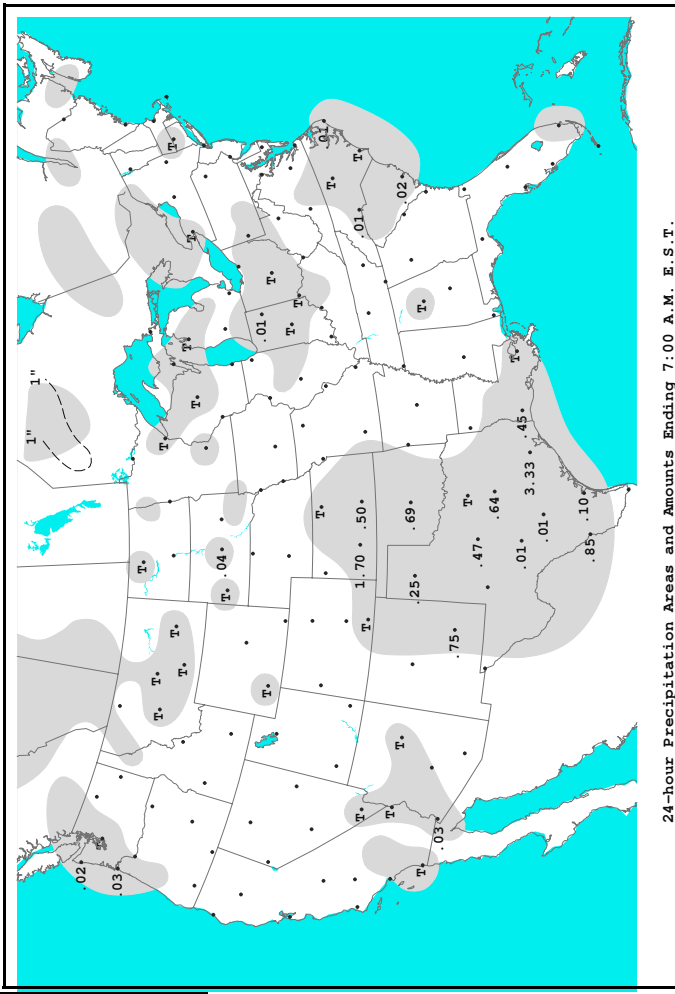 1"
1"
.02
.03
T
T
T
T
T
T
T
T
T
T
.04
T
.01
T
T
T
T
T
.01
T
T
.01
1.70
.50
T
T
T
T
.02
.69
.25
T
T
.03
.75
T
.47
.64
T
.01
.45
3.33
.01
.10
.85
24-hour Precipitation Areas and Amounts Ending 7:00 A.M. E.S.T.